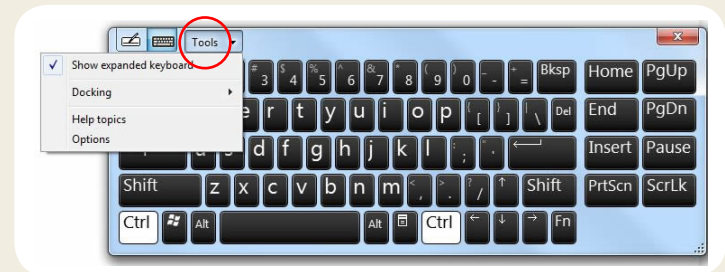 Tools
Show expanded keyboard
Docking
Help topics
Options
# 3 $ 4 % 5 ^ 6 & 7 * 8 ( 9 ) 0 _ - + = Bksp Home PgUp
e r t y u i o p { [ } ] | \ Del End PgDn
d f g h j k l : ; " ' Insert Pause
Shift z x c v b n m < , > . ? / Shift PrtScn ScrLk
Ctrl Alt Alt Ctrl Fn